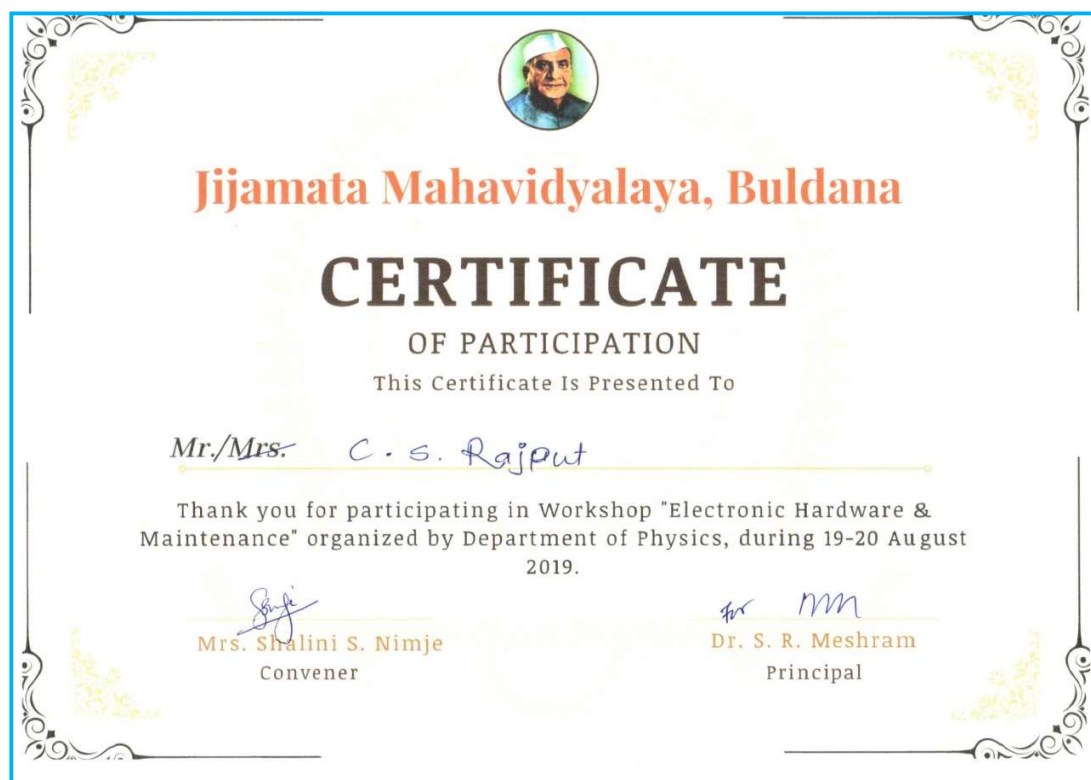 Jijamata Mahavidyalaya, Buldana
CERTIFICATE
OF PARTICIPATION
This Certificate Is Presented To
Mr./Mrs. C. S. Rajput
Thank you for participating in Workshop "Electronic Hardware &
Maintenance" organized by Department of Physics, during 19-20 August
2019.
For
Mrs. Shalini S. Nimje Dr. S. R. Meshram
Convener Principal